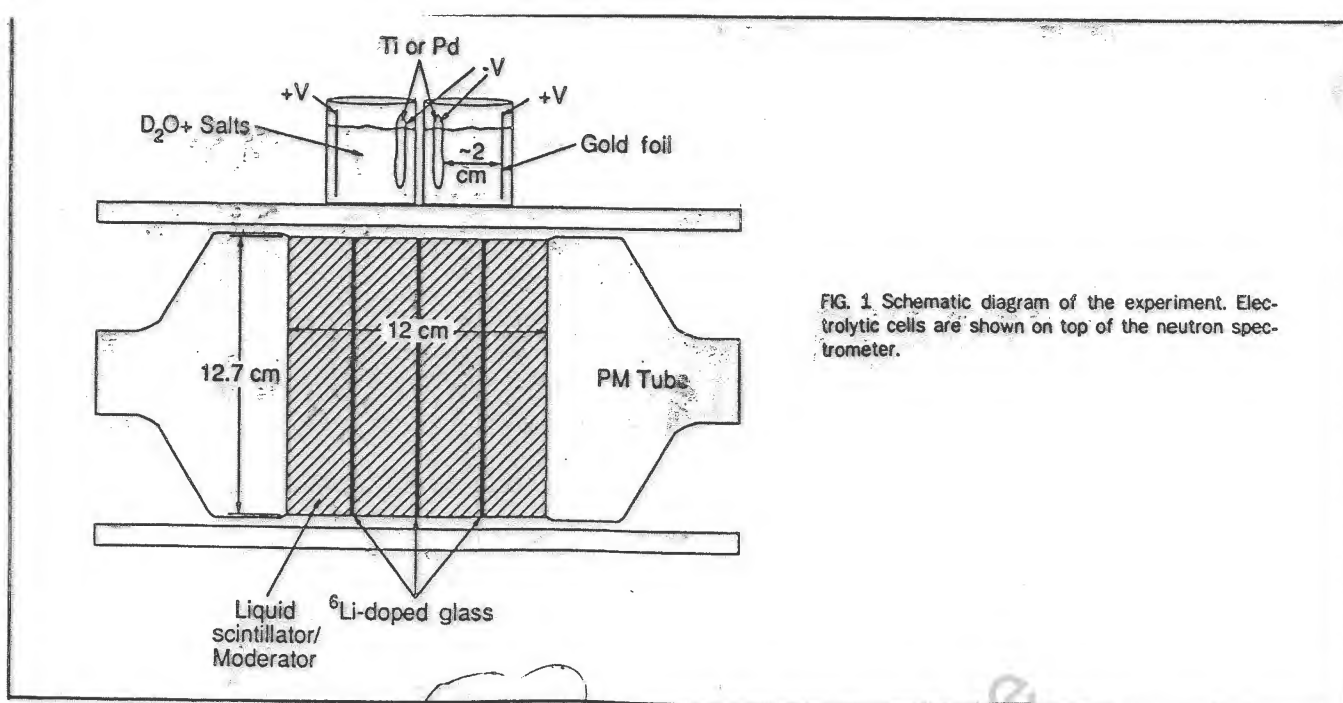 Ti or Pd
-V
+V
+V
D₂O+ Salts
Gold foil
~2
cm
12 cm
12.7 cm
PM Tube
FIG. 1 Schematic diagram of the experiment. Elec-
trolytic cells are shown on top of the neutron spec-
trometer.
Liquid
scintillator/
Moderator
⁶Li-doped glass